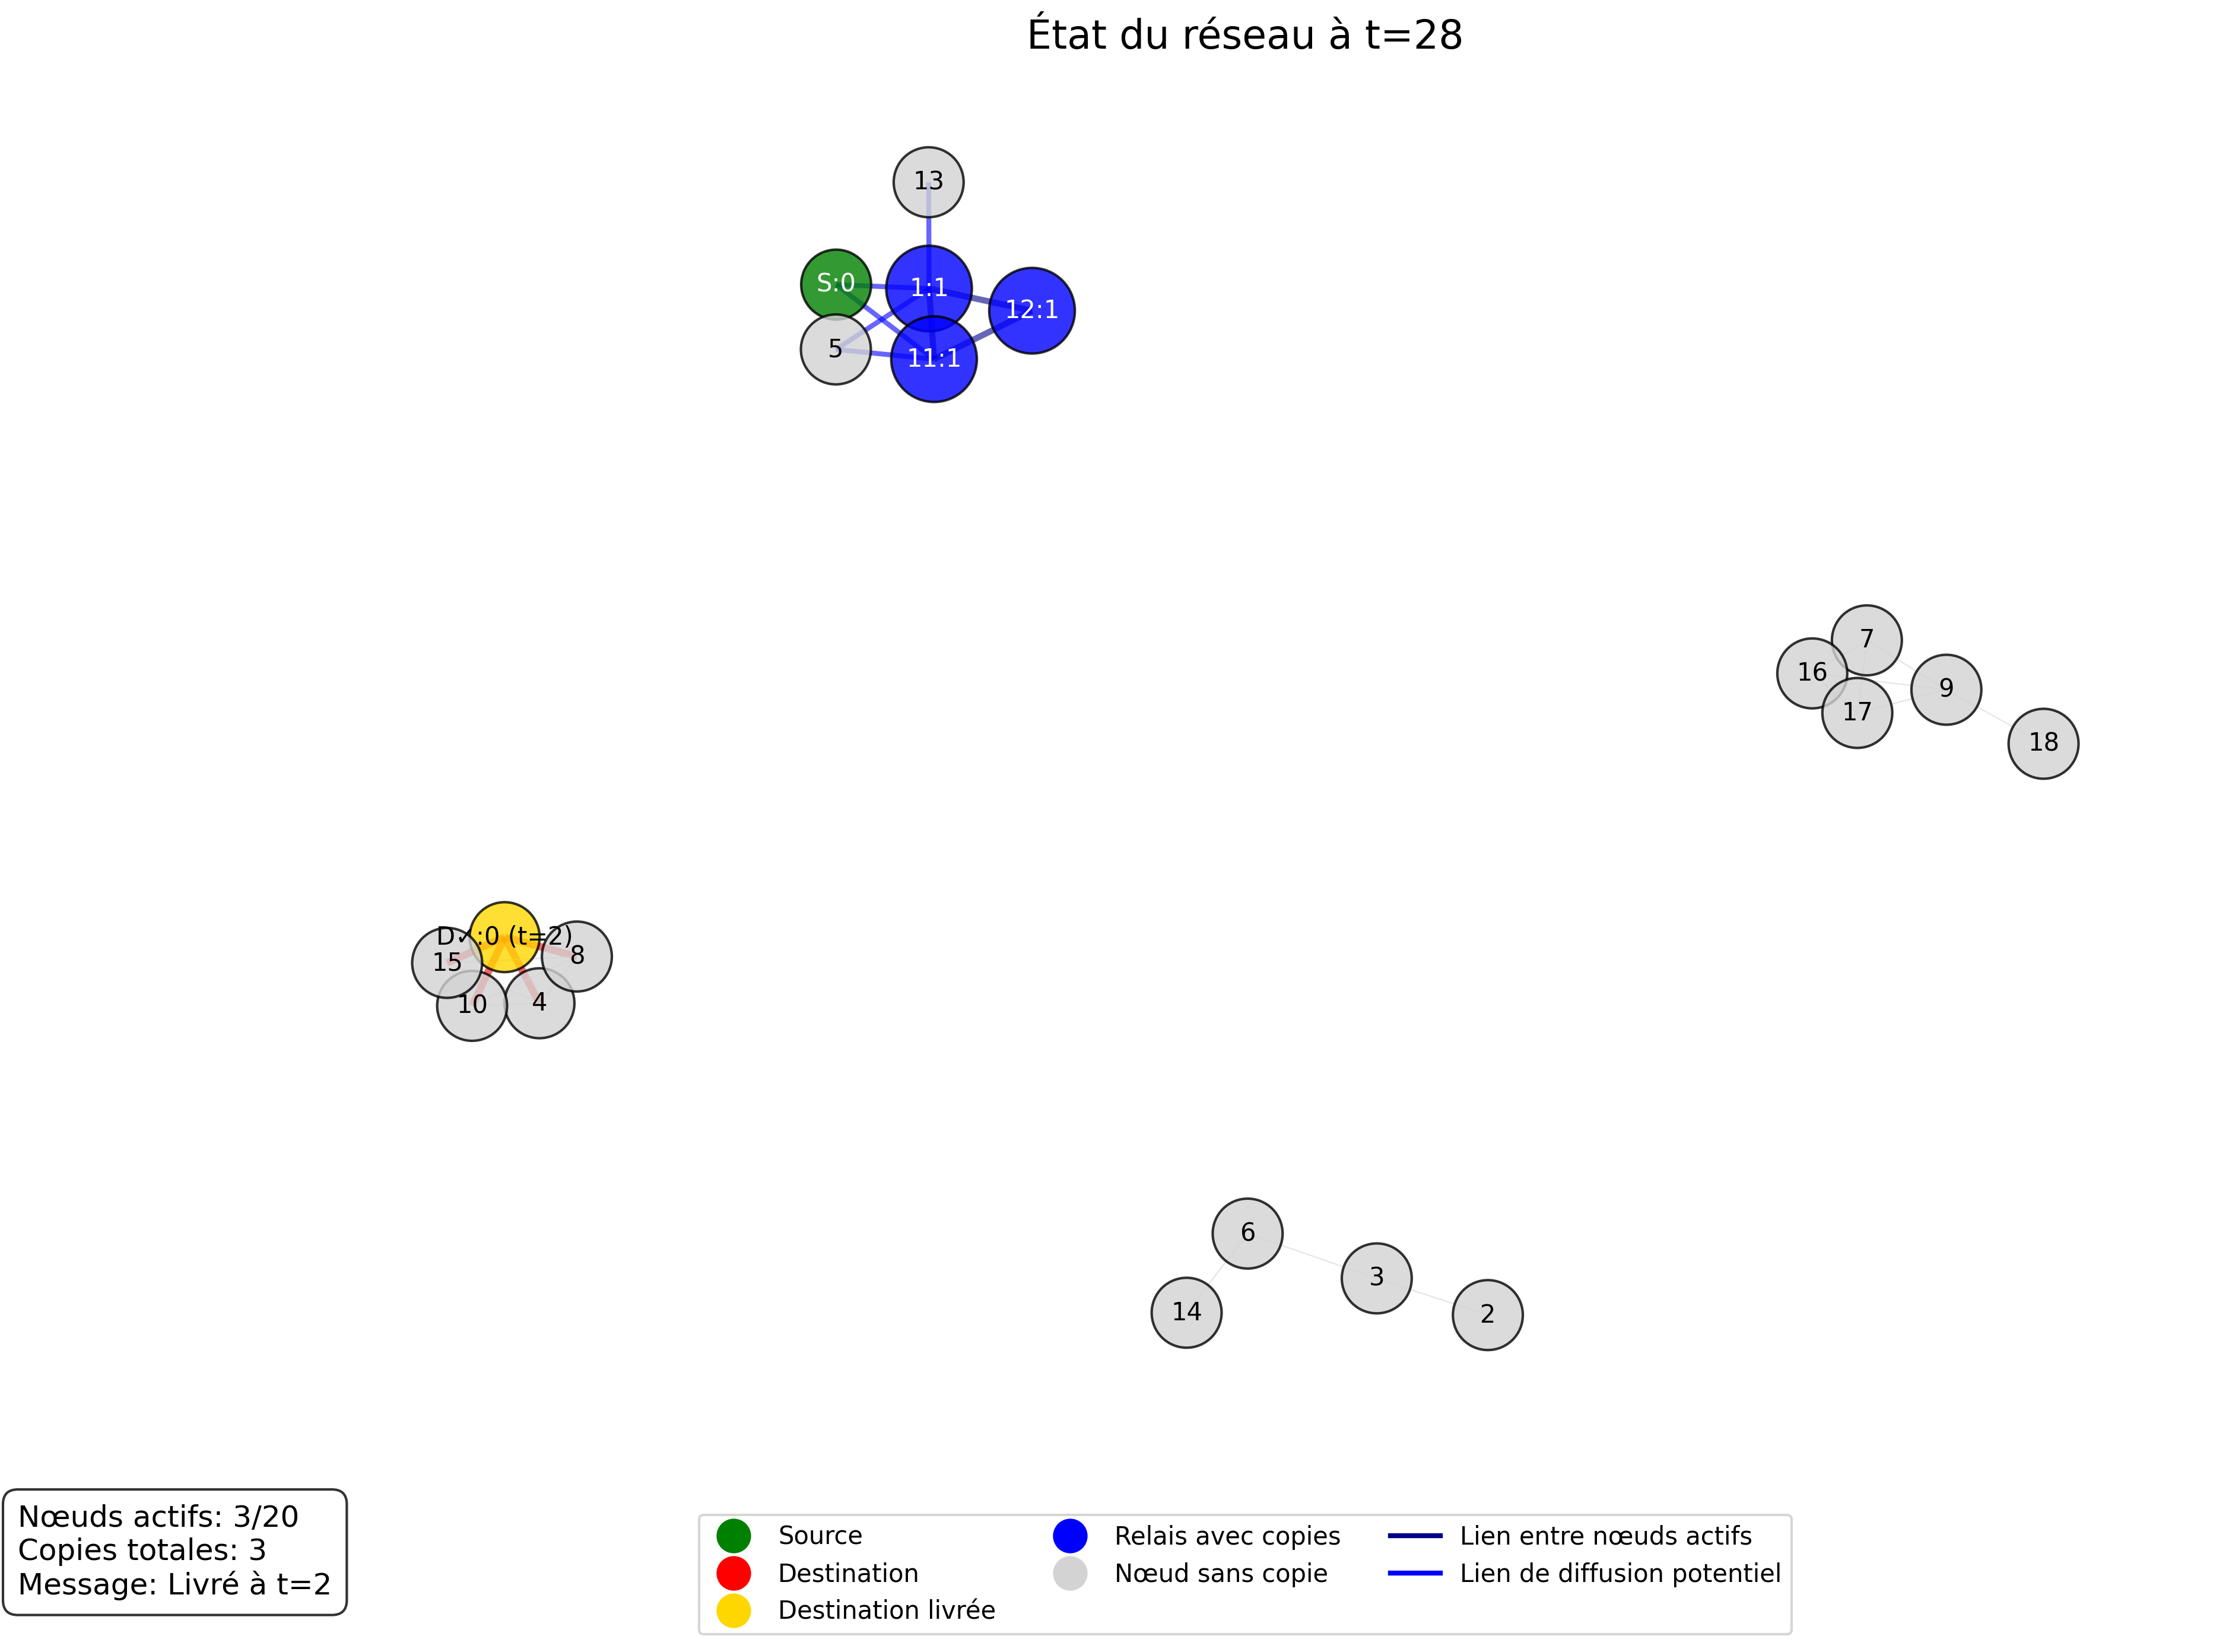 État du réseau à t=28
13
S:0
1:1
12:1
5
11:1
7
16
9
17
18
D✓:0 (t=2)
15
8
10
4
6
3
14
2
Nœuds actifs: 3/20
Copies totales: 3
Message: Livré à t=2
Source
Destination
Destination livrée
Relais avec copies
Nœud sans copie
Lien entre nœuds actifs
Lien de diffusion potentiel